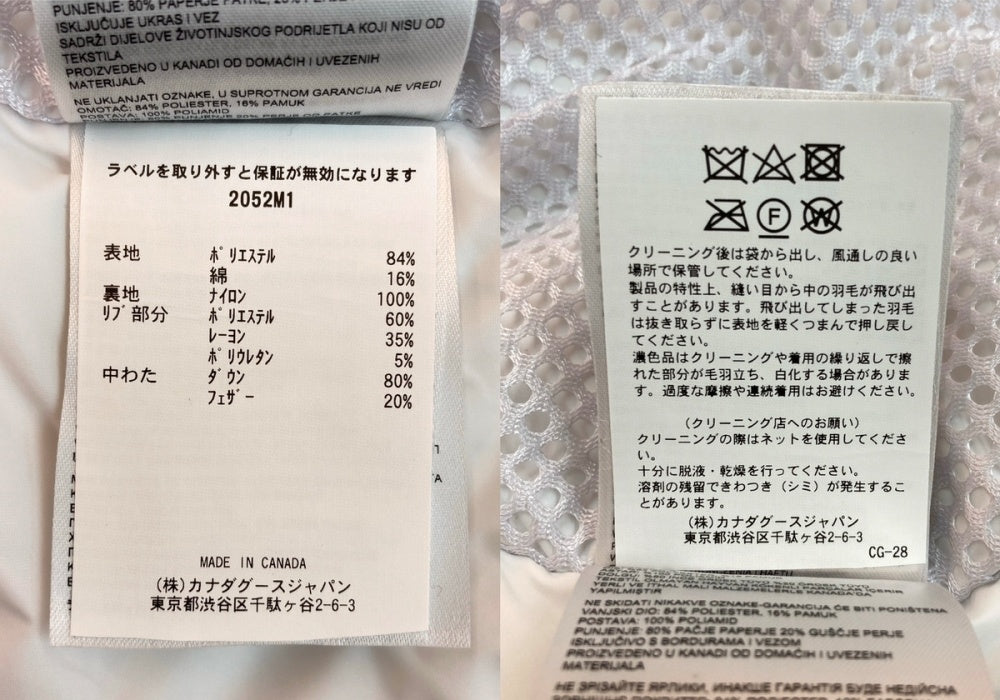 PUNJENJE: 80% PAPERJE PATKE, 20% PERJE
ISKLJUČUJE UKRAS I VEZ
SADRŽI DIJELOVE ŽIVOTINJSKOG PODRIJETLA KOJI NISU OD
TEKSTILA
PROIZVEDENO U KANADI OD DOMAĆIH I UVEZENIH
MATERIJALA
NE UKLANJATI OZNAKE, U SUPROTNOM GARANCIJA NE VREDI
OMOTAČ: 84% POLIESTER, 16% PAMUK
POSTAVA: 100% POLIAMID
ラベルを取り外すと保証が無効になります
2052M1
表地 ポリエステル 84%
綿 16%
裏地 ナイロン 100%
リブ部分 ポリエステル 60%
レーヨン 35%
ポリウレタン 5%
中わた ダウン 80%
フェザー 20%
MADE IN CANADA
(株)カナダグースジャパン
東京都渋谷区千駄ヶ谷2-6-3
F
W
クリーニング後は袋から出し、風通しの良い
場所で保管してください。
製品の特性上、縫い目から中の羽毛が飛び出
すことがあります。飛び出してしまった羽毛
は抜き取らずに表地を軽くつまんで押し戻し
てください。
濃色品はクリーニングや着用の繰り返しで擦
れた部分が毛羽立ち、白化する場合がありま
す。過度な摩擦や連続着用はお避けください。
(クリーニング店へのお願い)
クリーニングの際はネットを使用してくださ
い。
十分に脱液・乾燥を行ってください。
溶剤の残留できわつき(シミ)が発生するこ
とがあります。
(株)カナダグースジャパン
東京都渋谷区千駄ヶ谷2-6-3
CG-28
YAPILMIŞTIR
NE SKIDATI NIKAKVE OZNAKE-GARANCIJA ĆE BITI PONIŠTENA
VANJSKI DIO: 84% POLIESTER, 16% PAMUK
POSTAVA: 100% POLIAMID
PUNJENJE: 80% PAČJE PAPERJE 20% GUŠČJE PERJE
ISKLJUČIVO S BORDURAMA I VEZOM
PROIZVEDENO U KANADI OD DOMAĆIH I UVEZENIH
MATERIJALA
НЕ ЗРІЗАЙТЕ ЯРЛИКИ, ИНАКШЕ ГАРАНТІЯ БУДЕ НЕДІЙСНА